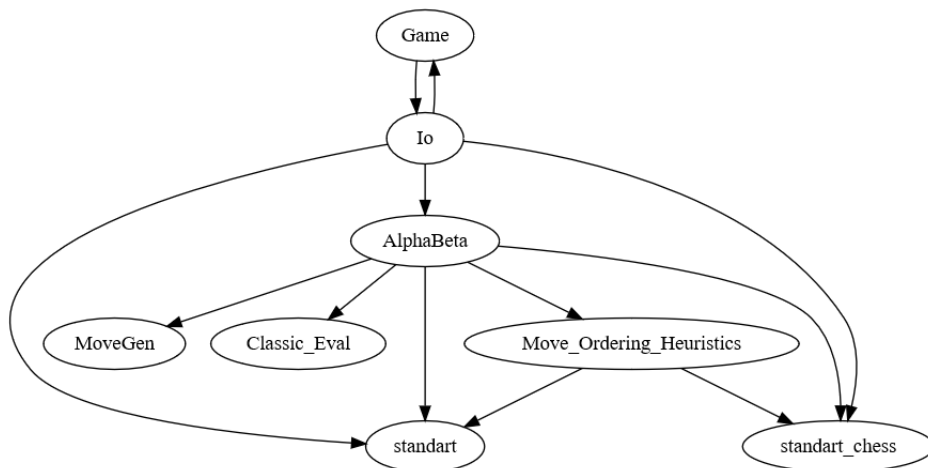 Game
Io
AlphaBeta
MoveGen
Classic_Eval
Move_Ordering_Heuristics
standart
standart_chess